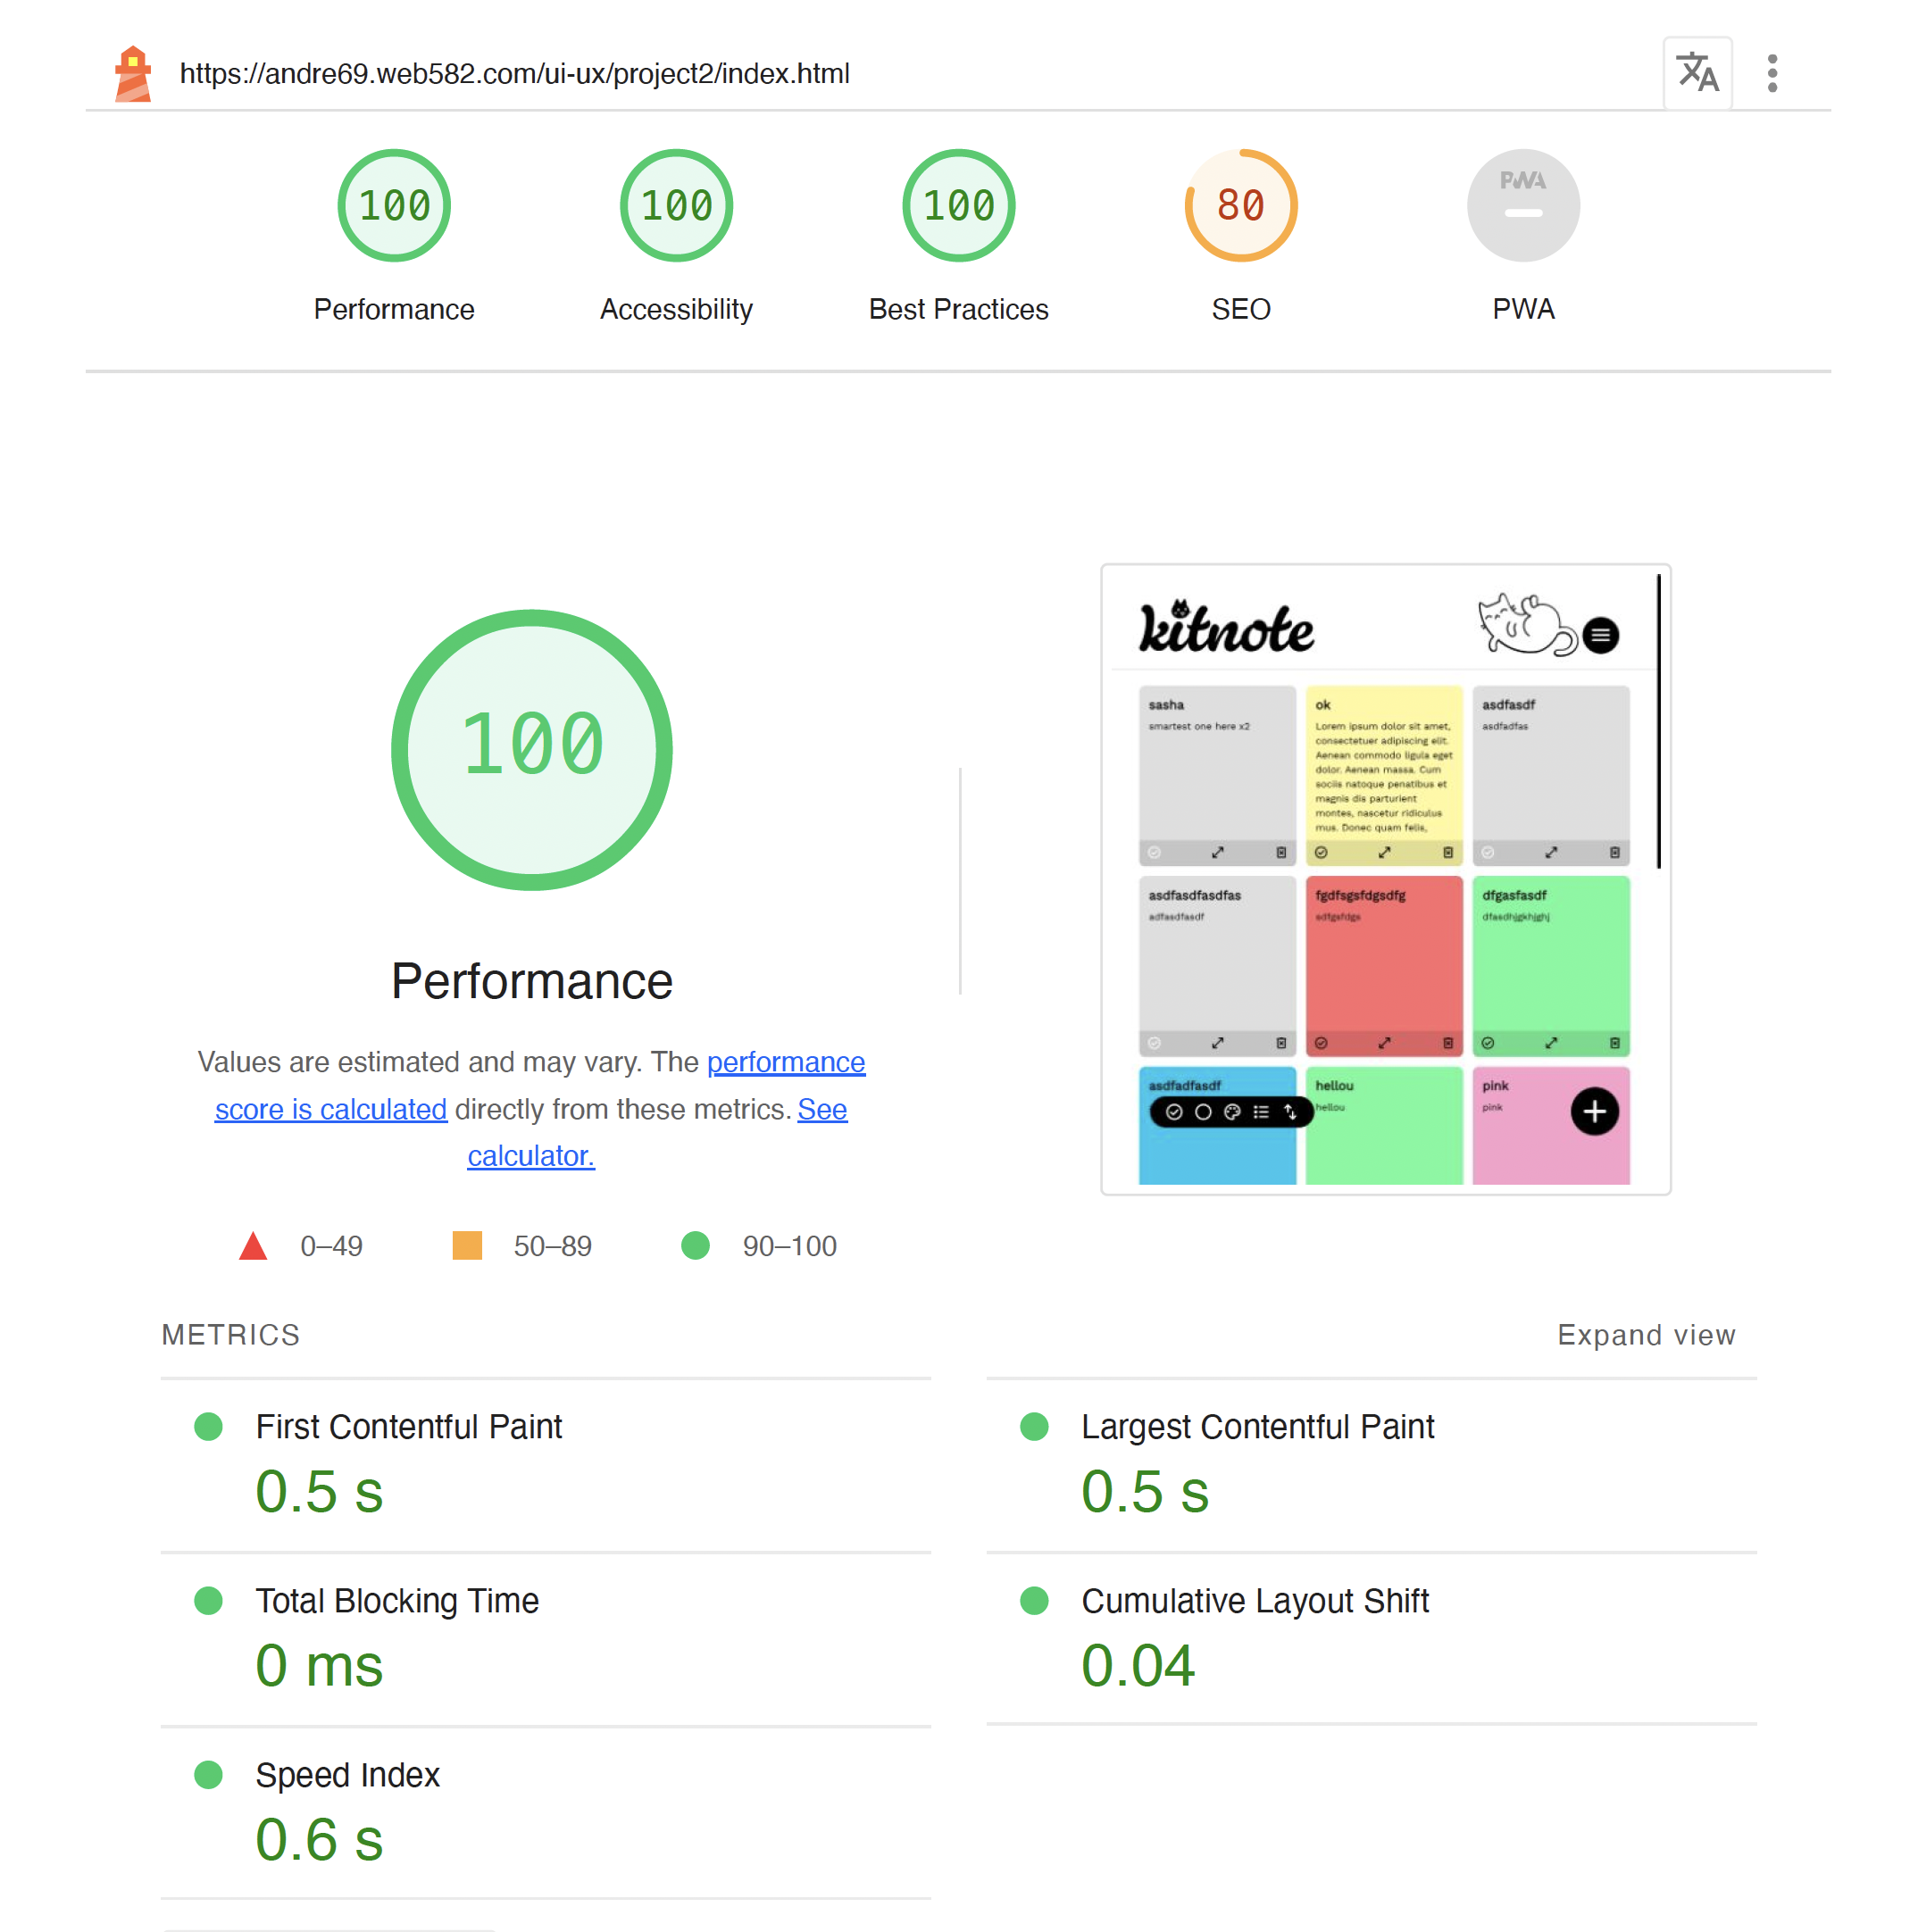 https://andre69.web582.com/ui-ux/project2/index.html
100
100
100
80
PWA
Performance
Accessibility
Best Practices
SEO
PWA
100
Performance
Values are estimated and may vary. The performance
score is calculated directly from these metrics. See
calculator.
0–49
50–89
90–100
kitnote
sasha
smartest one here x2
ok
Lorem ipsum dolor sit amet,
consectetuer adipiscing elit.
Aenean commodo ligula eget
dolor. Aenean massa. Cum
sociis natoque penatibus et
magnis dis parturient
montes, nascetur ridiculus
mus. Donec quam felis,
asdfasdf
asdfadfas
asdfasdfasdfas
adfasdfasdf
fgdfsgsfdgsdfg
sdfgsfdgs
dfgasfasdf
dfasdhjgkhjghj
asdfadfasdf
hellou
hellou
pink
pink
METRICS
Expand view
First Contentful Paint
0.5 s
Largest Contentful Paint
0.5 s
Total Blocking Time
0 ms
Cumulative Layout Shift
0.04
Speed Index
0.6 s